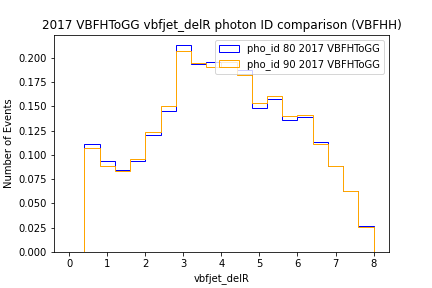 2017 VBFHToGG vbfjet_delR photon ID comparison (VBFHH)
pho_id 80 2017 VBFHToGG
pho_id 90 2017 VBFHToGG
Number of Events
0.200
0.175
0.150
0.125
0.100
0.075
0.050
0.025
0.000
0 1 2 3 4 5 6 7 8
vbfjet_delR